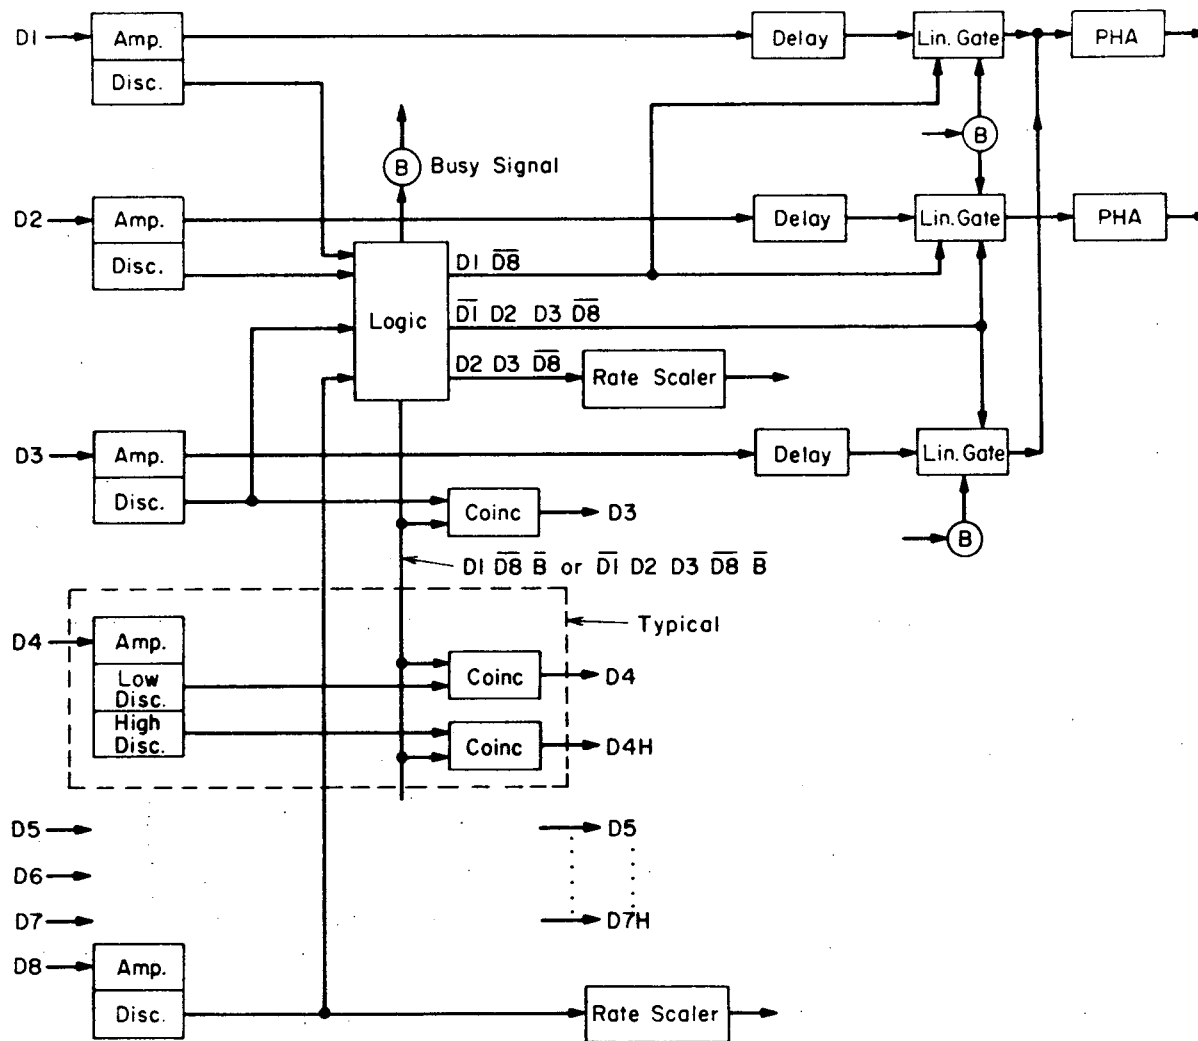 D1 Amp. Delay Lin. Gate PHA
Disc.
B Busy Signal
B
D2 Amp. Delay Lin. Gate PHA
Disc.
Logic
D1 D̅8̅
D̅1̅ D2 D3 D̅8̅
D2 D3 D̅8̅ Rate Scaler
D3 Amp. Delay Lin. Gate
Disc. Coinc D3
B
D1 D̅8̅ B̅ or D̅1̅ D2 D3 D̅8̅ B̅
Typical
D4 Amp.
Low
Disc.
Coinc D4
High
Disc.
Coinc D4H
D5 D5
D6
D7 D7H
D8 Amp.
Disc. Rate Scaler